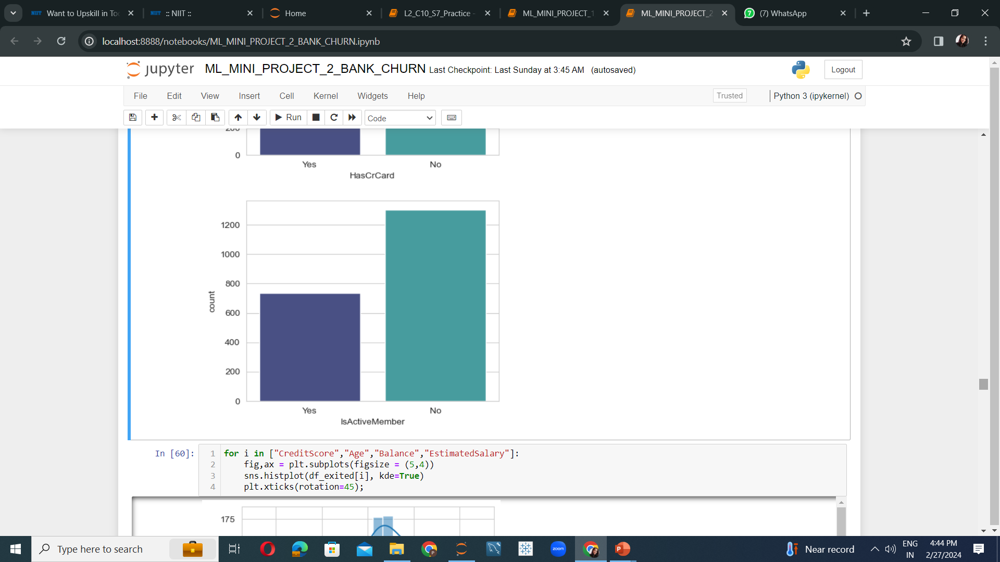 Want to Upskill in Too
:: NIIT ::
Home
L2_C10_S7_Practice -
ML_MINI_PROJECT_1
ML_MINI_PROJECT_2
(7) WhatsApp
localhost:8888/notebooks/ML_MINI_PROJECT_2_BANK_CHURN.ipynb
jupyter ML_MINI_PROJECT_2_BANK_CHURN Last Checkpoint: Last Sunday at 3:45 AM (autosaved)
Logout
File Edit View Insert Cell Kernel Widgets Help
Trusted
Python 3 (ipykernel)
Run
Code
200
0
Yes No
HasCrCard
1200
1000
800
600
400
200
0
count
Yes No
IsActiveMember
In [60]:
1 for i in ["CreditScore","Age","Balance","EstimatedSalary"]:
2 fig,ax = plt.subplots(figsize = (5,4))
3 sns.histplot(df_exited[i], kde=True)
4 plt.xticks(rotation=45);
175
Type here to search
zoom
Near record
ENG
IN
4:44 PM
2/27/2024